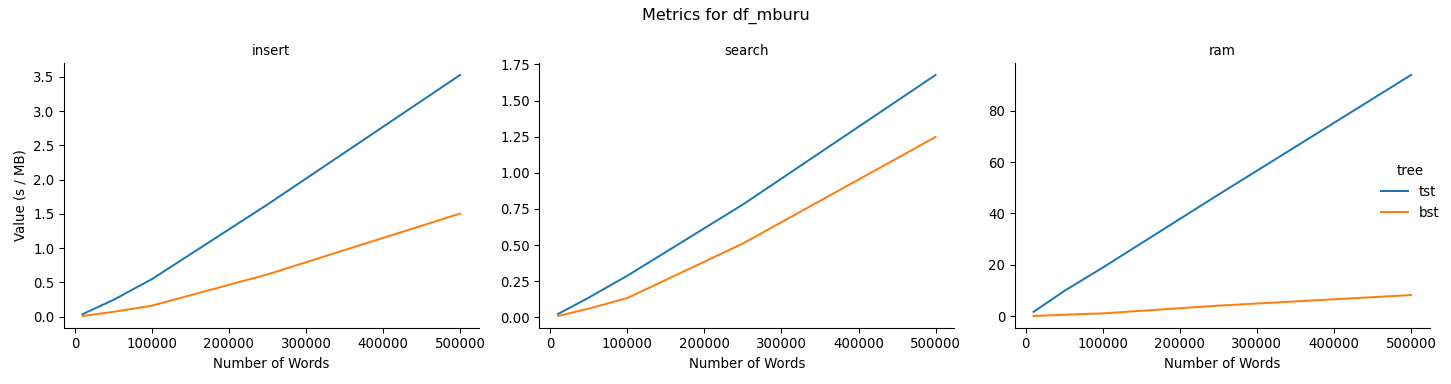 Metrics for df_mburu
insert
search
ram
Value (s / MB)
3.5
3.0
2.5
2.0
1.5
1.0
0.5
0.0
0 100000 200000 300000 400000 500000
Number of Words
1.75
1.50
1.25
1.00
0.75
0.50
0.25
0.00
0 100000 200000 300000 400000 500000
Number of Words
80
60
40
20
0
0 100000 200000 300000 400000 500000
Number of Words
tree
tst
bst